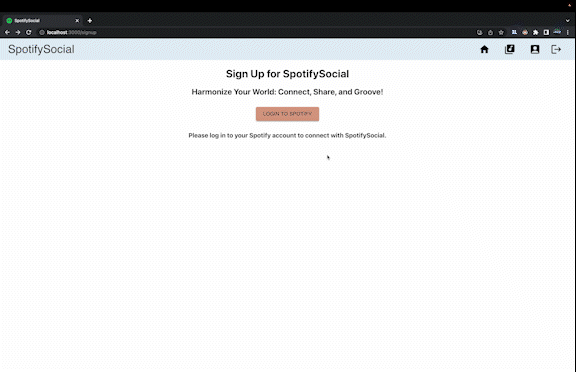 SpotifySocial
localhost:3000/signup
SpotifySocial
Sign Up for SpotifySocial
Harmonize Your World: Connect, Share, and Groove!
LOGIN TO SPOTIFY
Please log in to your Spotify account to connect with SpotifySocial.